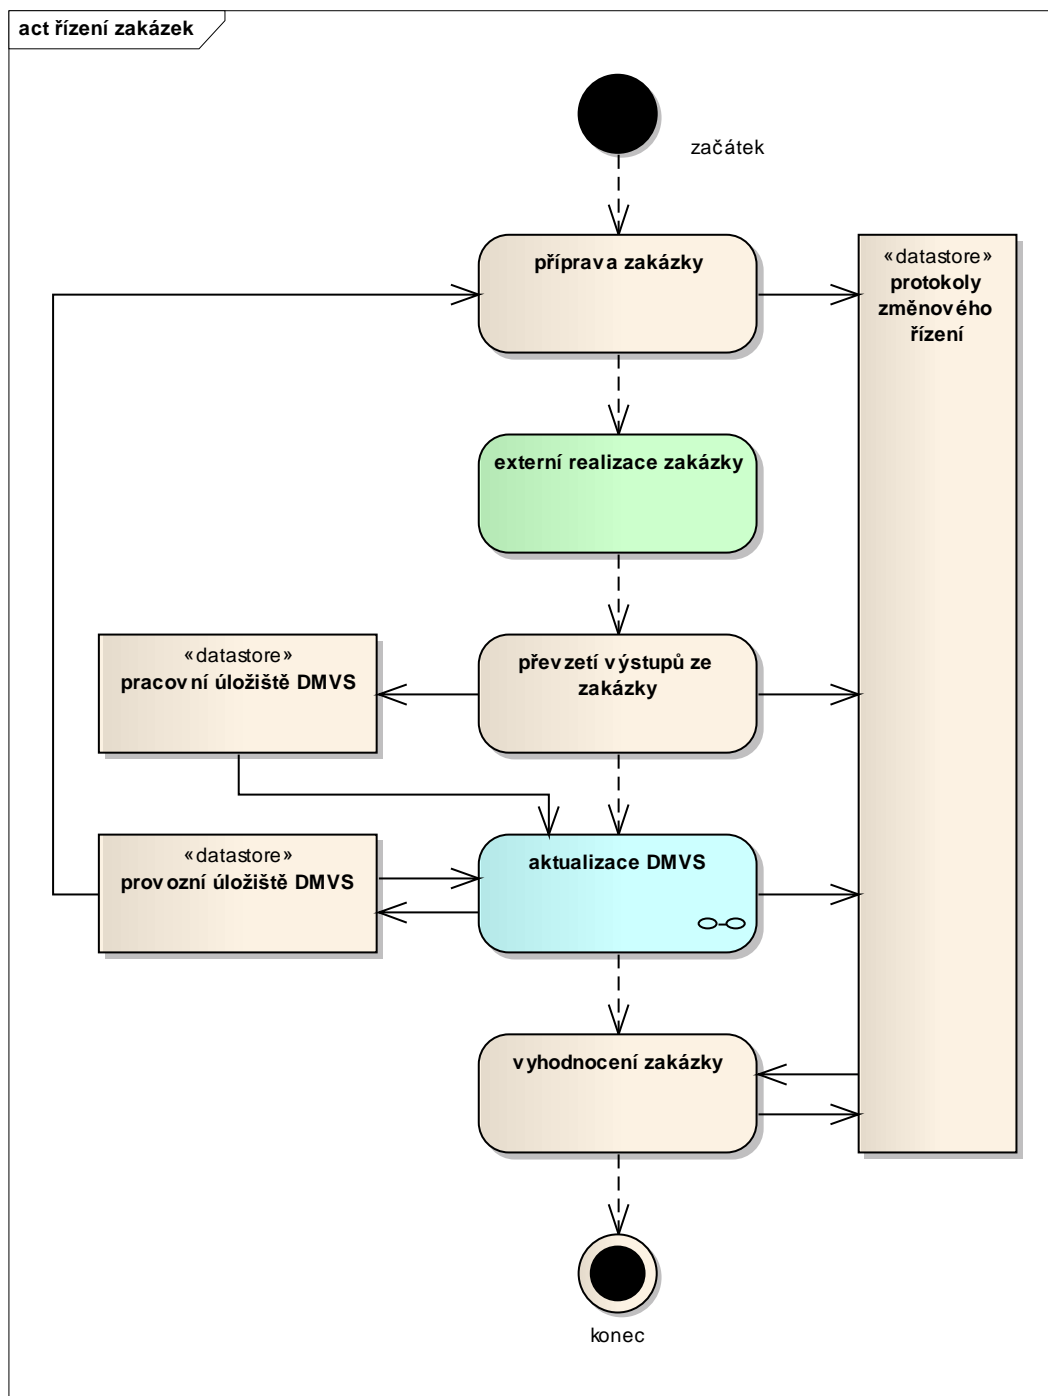 act řízení zakázek
začátek
příprava zakázky
«datastore»
protokoly
změnového
řízení
externí realizace zakázky
«datastore»
pracovní úložiště DMVS
převzetí výstupů ze
zakázky
«datastore»
provozní úložiště DMVS
aktualizace DMVS
vyhodnocení zakázky
konec